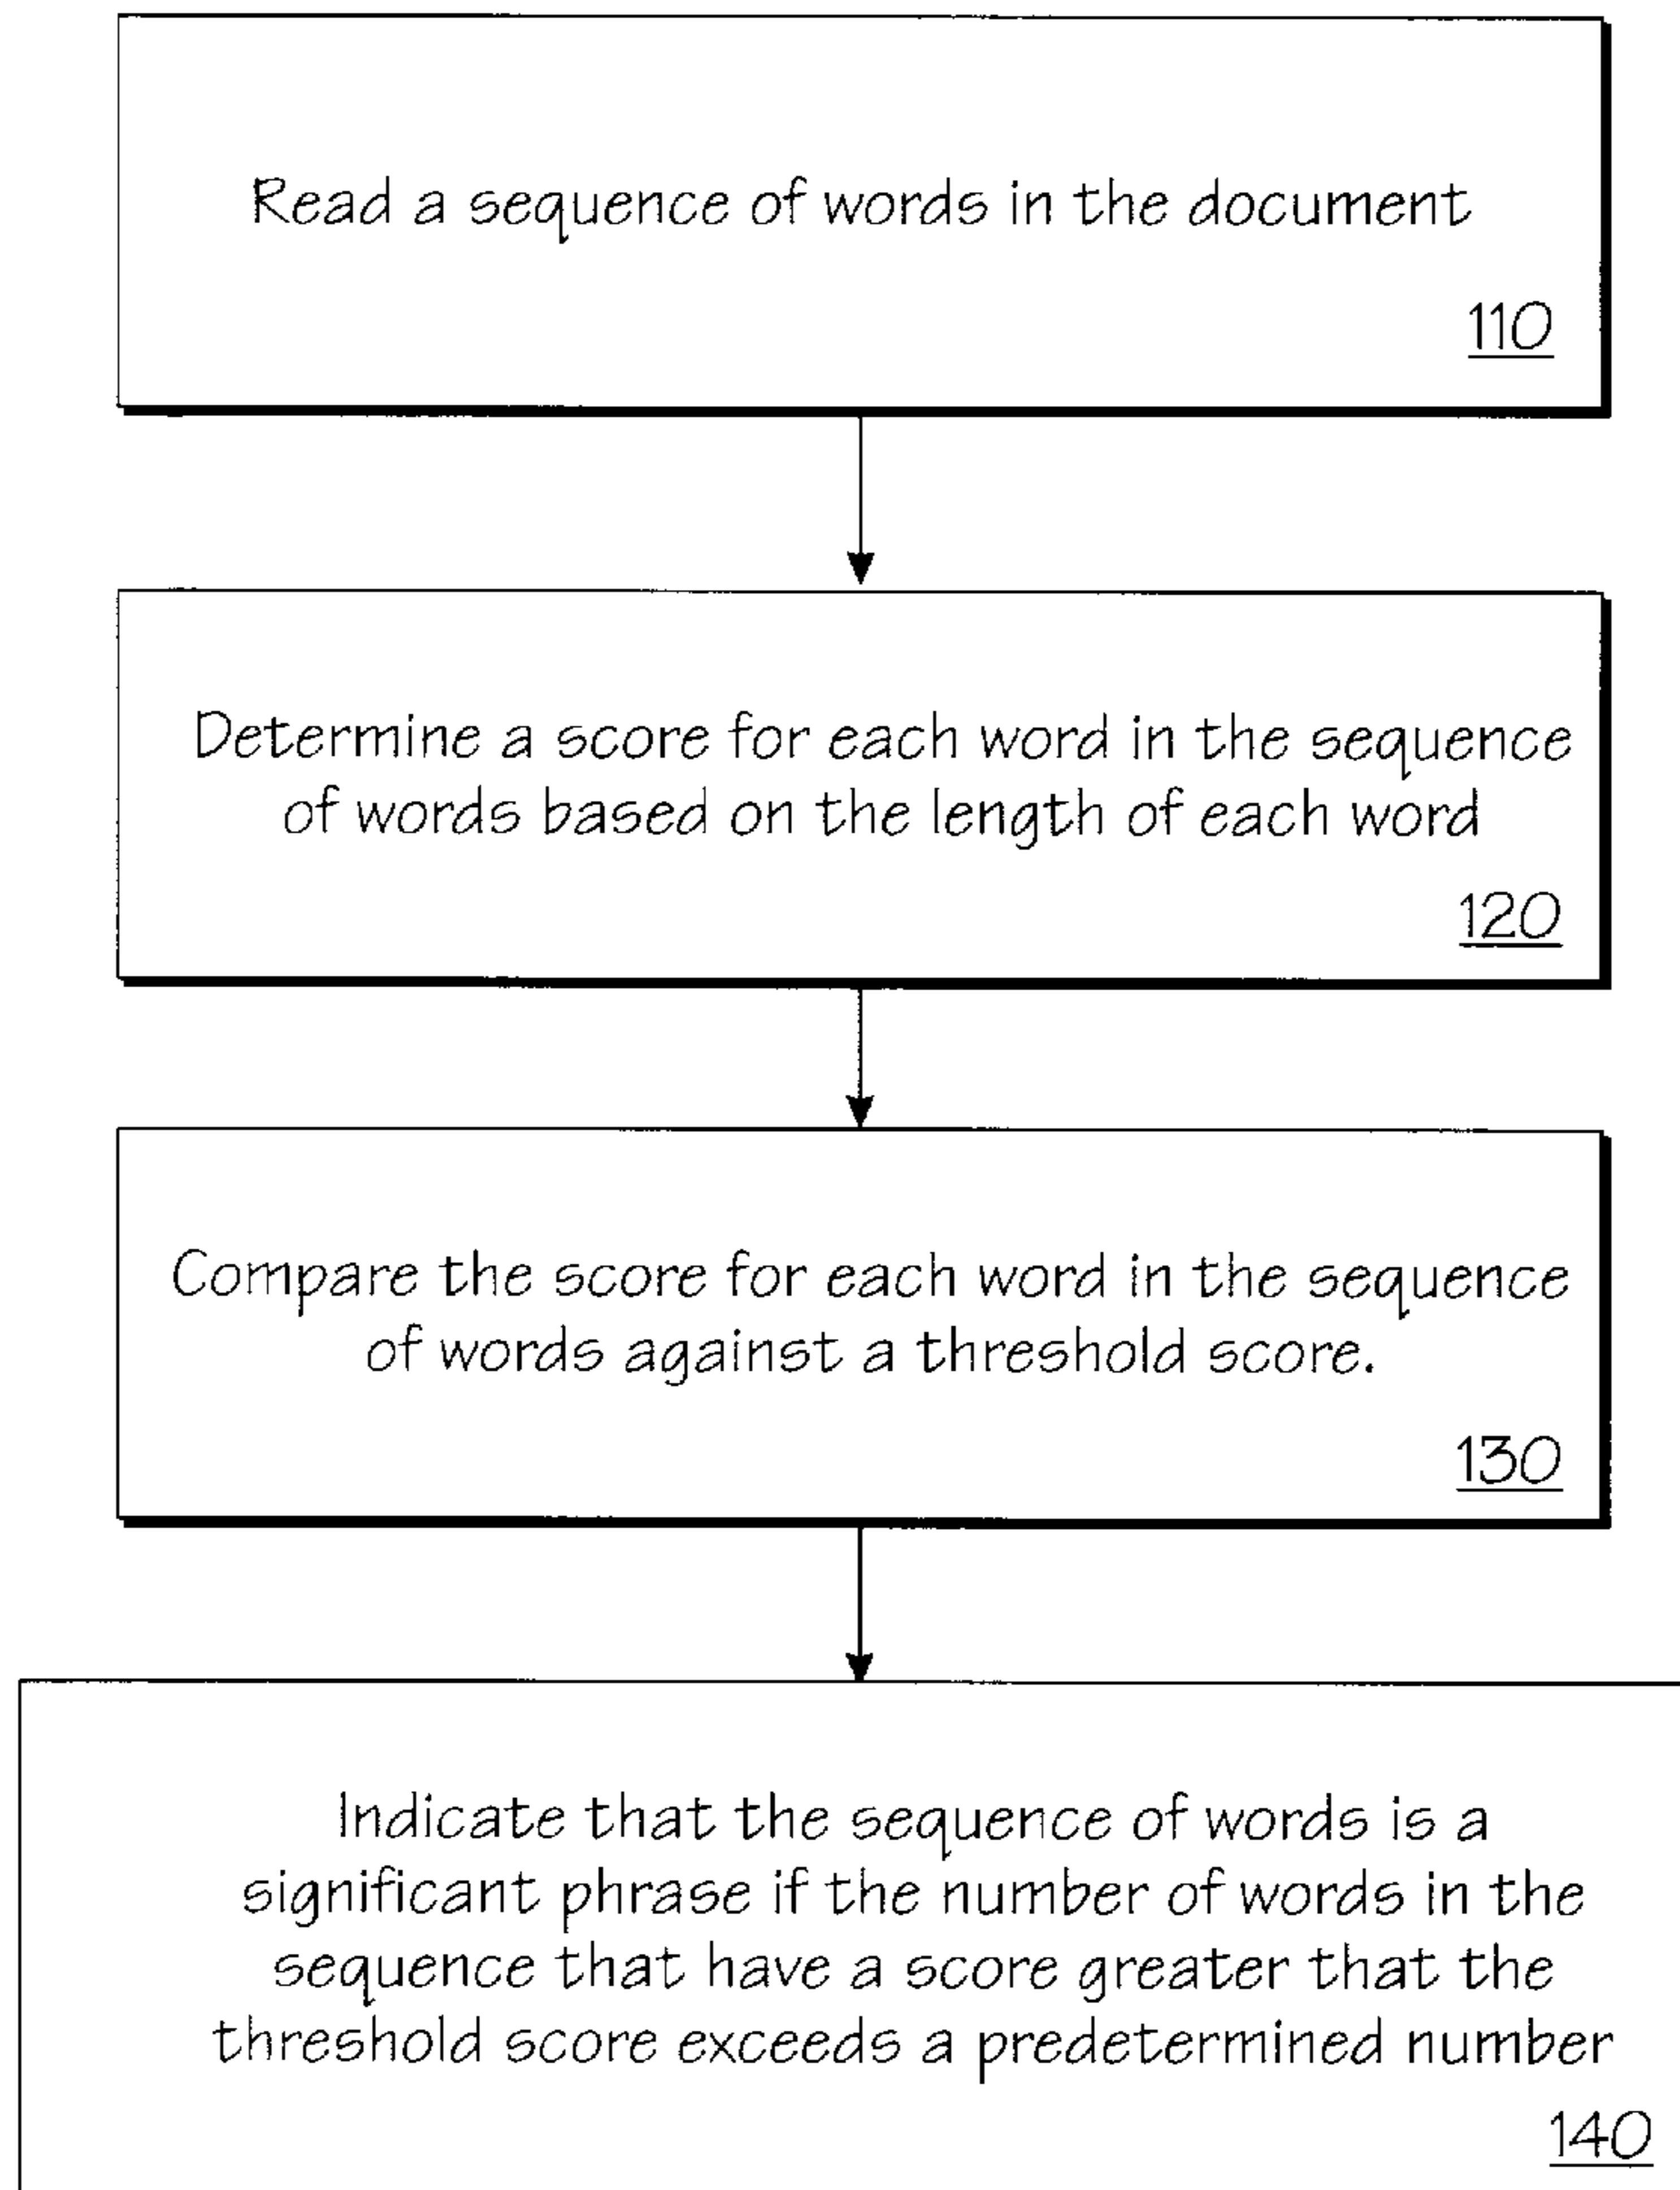 Read a sequence of words in the document
110
Determine a score for each word in the sequence
of words based on the length of each word
120
Compare the score for each word in the sequence
of words against a threshold score.
130
Indicate that the sequence of words is a
significant phrase if the number of words in the
sequence that have a score greater that the
threshold score exceeds a predetermined number
140